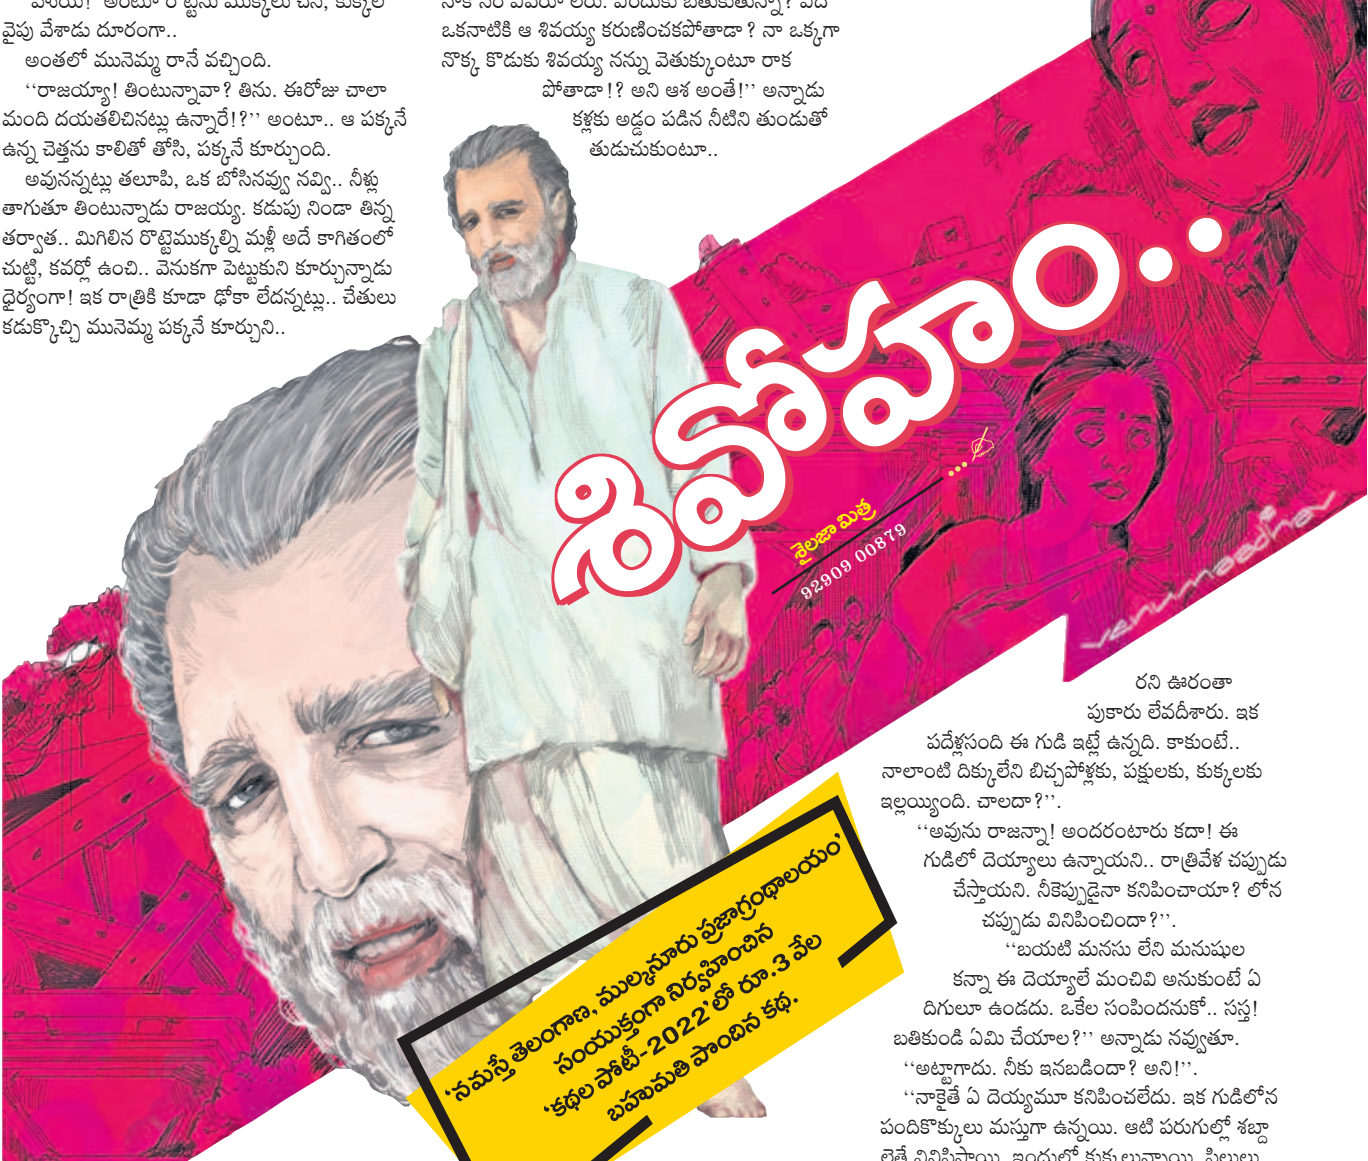 వైపు వేశాడు దూరంగా..
అంతలో మునెమ్మ రానే వచ్చింది.
‘‘రాజయ్యా! తింటున్నావా? తిను. ఈరోజు చాలా
మంది దయతలిచినట్లు ఉన్నారే!?’’ అంటూ.. ఆ పక్కనే
ఉన్న చెత్తను కాలితో తోసి, పక్కనే కూర్చుంది.
అవునన్నట్లు తలూపి, ఒక బోసినవ్వు నవ్వి.. నీళ్లు
తాగుతూ తింటున్నాడు రాజయ్య. కడుపు నిండా తిన్న
తర్వాత.. మిగిలిన రొట్టెముక్కల్ని మళ్లీ అదే కాగితంలో
చుట్టి, కవర్లో ఉంచి.. వెనుకగా పెట్టుకుని కూర్చున్నాడు
ధైర్యంగా! ఇక రాత్రికి కూడా ఢోకా లేదన్నట్లు.. చేతులు
కడుక్కొచ్చి మునెమ్మ పక్కనే కూర్చుని..
ఒకనాటికి ఆ శివయ్య కరుణించకపోతాడా? నా ఒక్కగా
నొక్క కొడుకు శివయ్య నన్ను వెతుక్కుంటూ రాక
పోతాడా!? అని ఆశ అంతే!’’ అన్నాడు
కళ్లకు అడ్డం పడిన నీటిని తుండుతో
తుడుచుకుంటూ..
శివోహం..
శైలజా మిత్ర
92909 00879
venumaadhav
‘నమస్తే తెలంగాణ, ముల్కనూరు ప్రజాగ్రంథాలయం’
సంయుక్తంగా నిర్వహించిన
‘కథల పోటీ-2022’లో రూ.3 వేల
బహుమతి పొందిన కథ.
రని ఊరంతా
పుకారు లేవదీశారు. ఇక
పదేళ్లసంది ఈ గుడి ఇట్లే ఉన్నది. కాకుంటే..
నాలాంటి దిక్కులేని బిచ్చపోళ్లకు, పక్షులకు, కుక్కలకు
ఇల్లయ్యింది. చాలదా?’’.
‘‘అవును రాజన్నా! అందరంటారు కదా! ఈ
గుడిలో దెయ్యాలు ఉన్నాయని.. రాత్రివేళ చప్పుడు
చేస్తాయని. నీకెప్పుడైనా కనిపించాయా? లోన
చప్పుడు వినిపించిందా?’’.
‘‘బయటి మనసు లేని మనుషుల
కన్నా ఈ దెయ్యాలే మంచివి అనుకుంటే ఏ
దిగులూ ఉండదు. ఒకేల సంపిందనుకో.. సస్త!
బతికుండి ఏమి చేయాల?’’ అన్నాడు నవ్వుతూ.
‘‘అట్టాగాదు. నీకు ఇనబడిందా? అని!’’.
‘‘నాకైతే ఏ దెయ్యమూ కనిపించలేదు. ఇక గుడిలోన
పందికొక్కులు మస్తుగా ఉన్నయి. ఆటి పరుగుల్లో శబ్దా